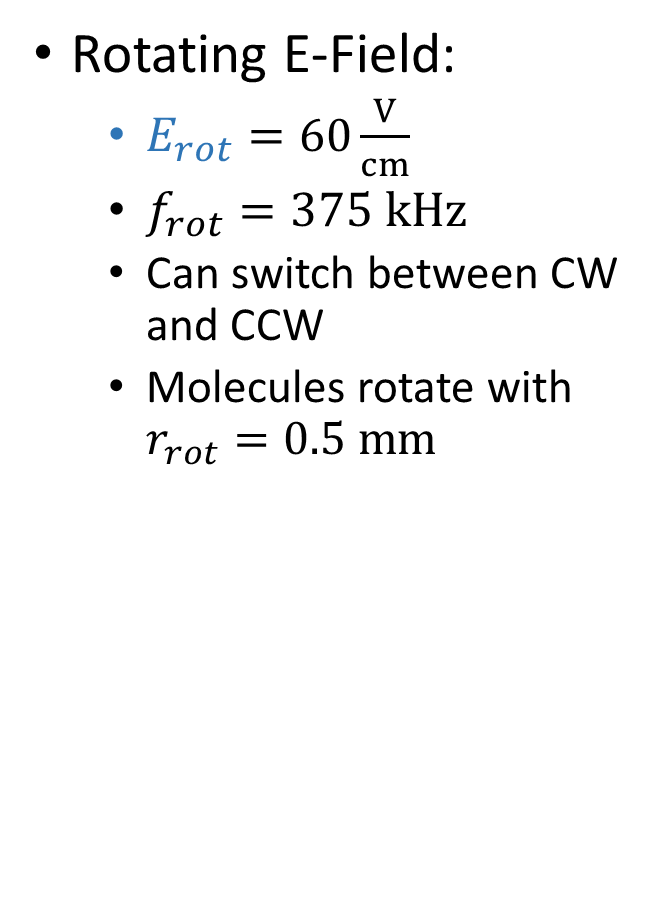 • Rotating E-Field:
• E_rot = 60 V/cm
• f_rot = 375 kHz
• Can switch between CW
and CCW
• Molecules rotate with
r_rot = 0.5 mm